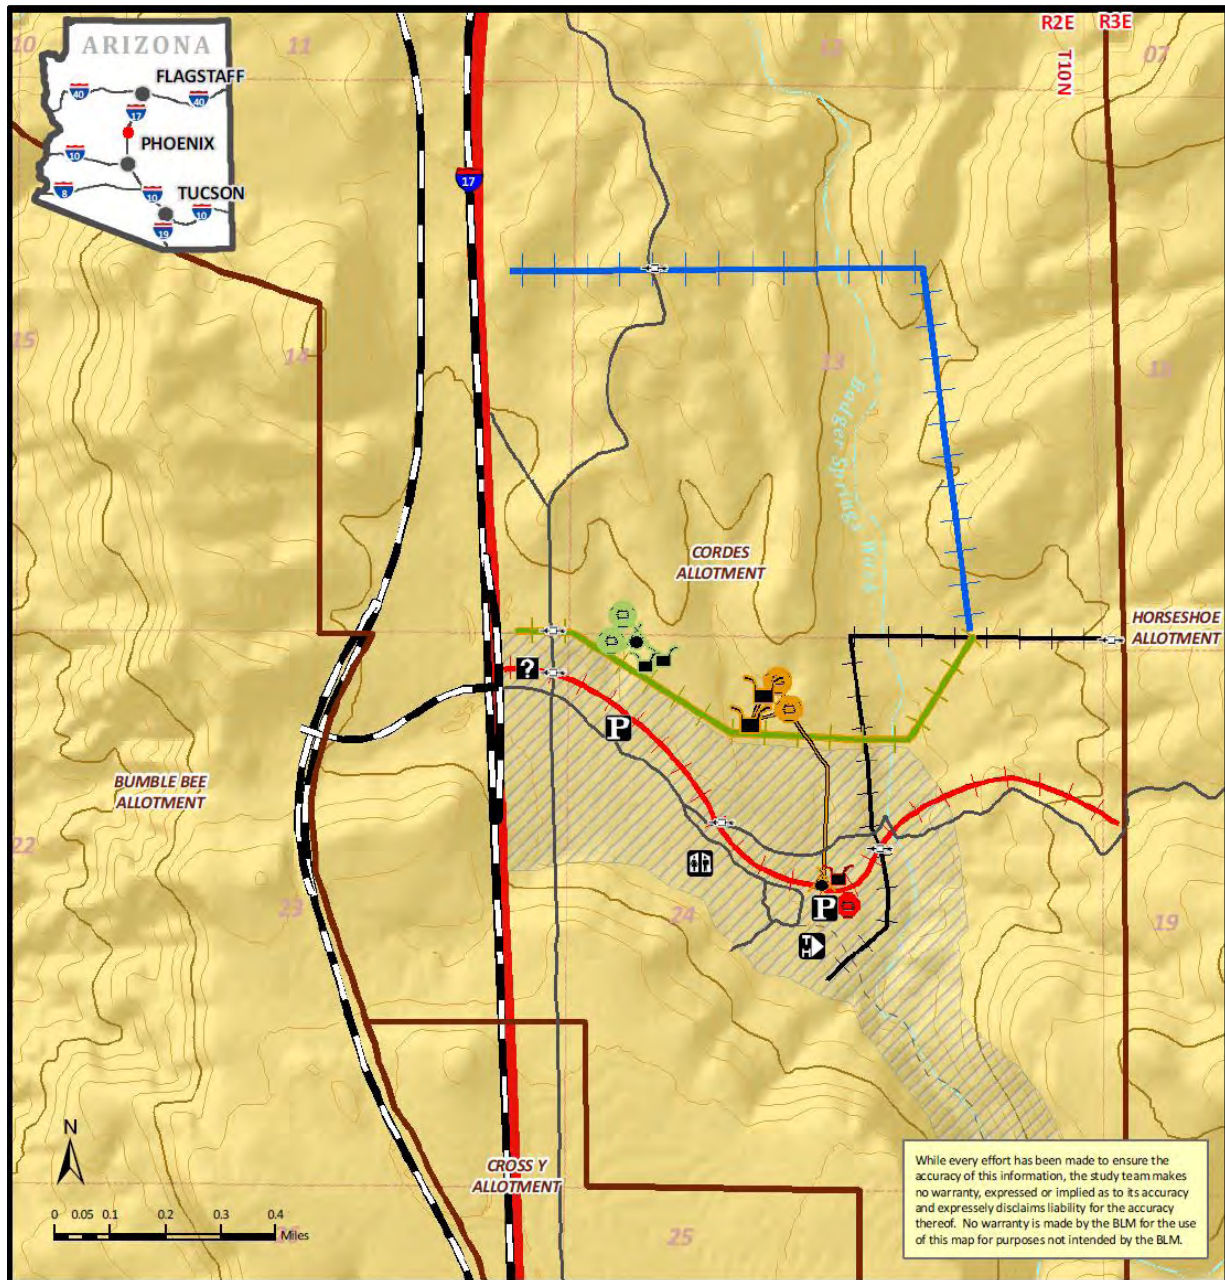 10
11
12
R2E
R3E
T10N
07
ARIZONA
FLAGSTAFF
40
40
17
PHOENIX
10
TUCSON
8
10
10
19
17
15
14
13
18
Badger Springs Wash
CORDES
ALLOTMENT
HORSESHOE
ALLOTMENT
?
P
BUMBLE BEE
ALLOTMENT
22
23
24
19
P
TH
N
CROSS Y
ALLOTMENT
0 0.05 0.1 0.2 0.3 0.4
Miles
26
25
While every effort has been made to ensure the
accuracy of this information, the study team makes
no warranty, expressed or implied as to its accuracy
and expressely disclaims liability for the accuracy
thereof. No warranty is made by the BLM for the use
of this map for purposes not intended by the BLM.